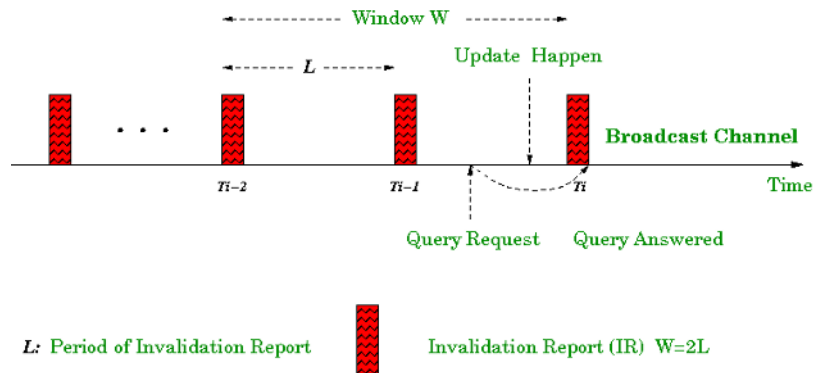 Window W
L
Update Happen
. . .
Broadcast Channel
Ti-2
Ti-1
Ti
Time
Query Request
Query Answered
L: Period of Invalidation Report
Invalidation Report (IR) W=2L